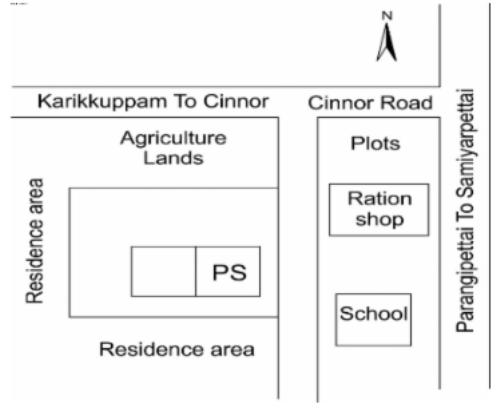 N
Karikkuppam To Cinnor
Cinnor Road
Agriculture
Lands
Plots
Residence area
Ration
shop
PS
School
Residence area
Parangipettai To Samiyarpettai